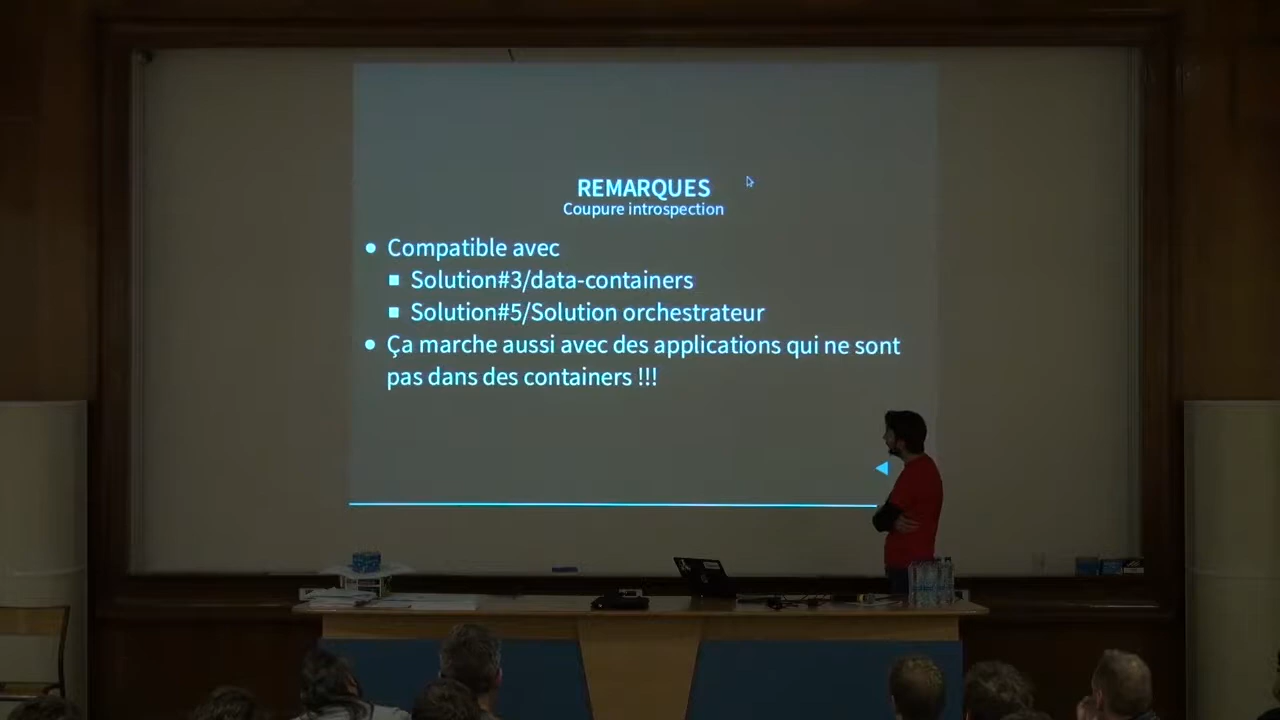 REMARQUES
Coupure introspection
Compatible avec
Solution#3/data-containers
Solution#5/Solution orchestrateur
Ça marche aussi avec des applications qui ne sont
pas dans des containers !!!